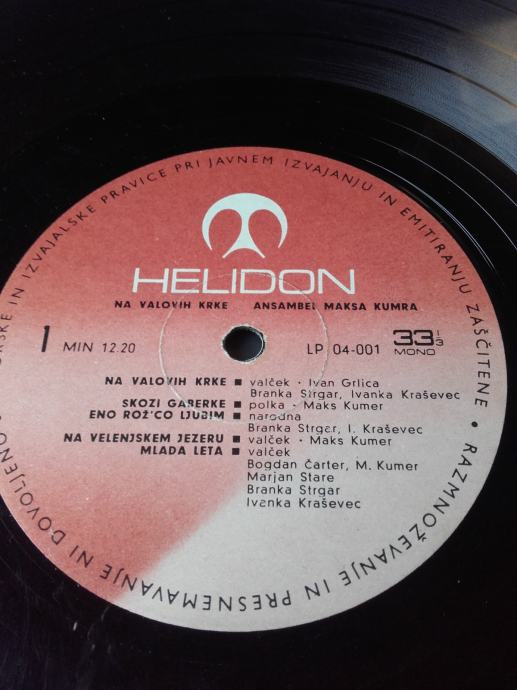 HELIDON
NA VALOVIH KRKE ANSAMBEL MAKSA KUMRA
1 MIN 12.20 LP 04-001 33 1/3
MONO
NA VALOVIH KRKE ■ valček · Ivan Grlica
Branka Strgar, Ivanka Kraševec
SKOZI GABERKE ■ polka · Maks Kumer
ENO ROŽ'CO LJUBIM ■ narodna
Branka Strgar, I. Kraševec
NA VELENJSKEM JEZERU ■ valček · Maks Kumer
MLADA LETA ■ valček
Bogdan Čarter, M. Kumer
Marjan Stare
Branka Strgar
Ivanka Kraševec
IN IZVAJALSKE PRAVICE PRI JAVNEM IZVAJANJU IN EMITIRANJU ZAŠČITENE · RAZMNOŽEVANJE IN PRESNEMAVANJE NI DOVOLJENO ·